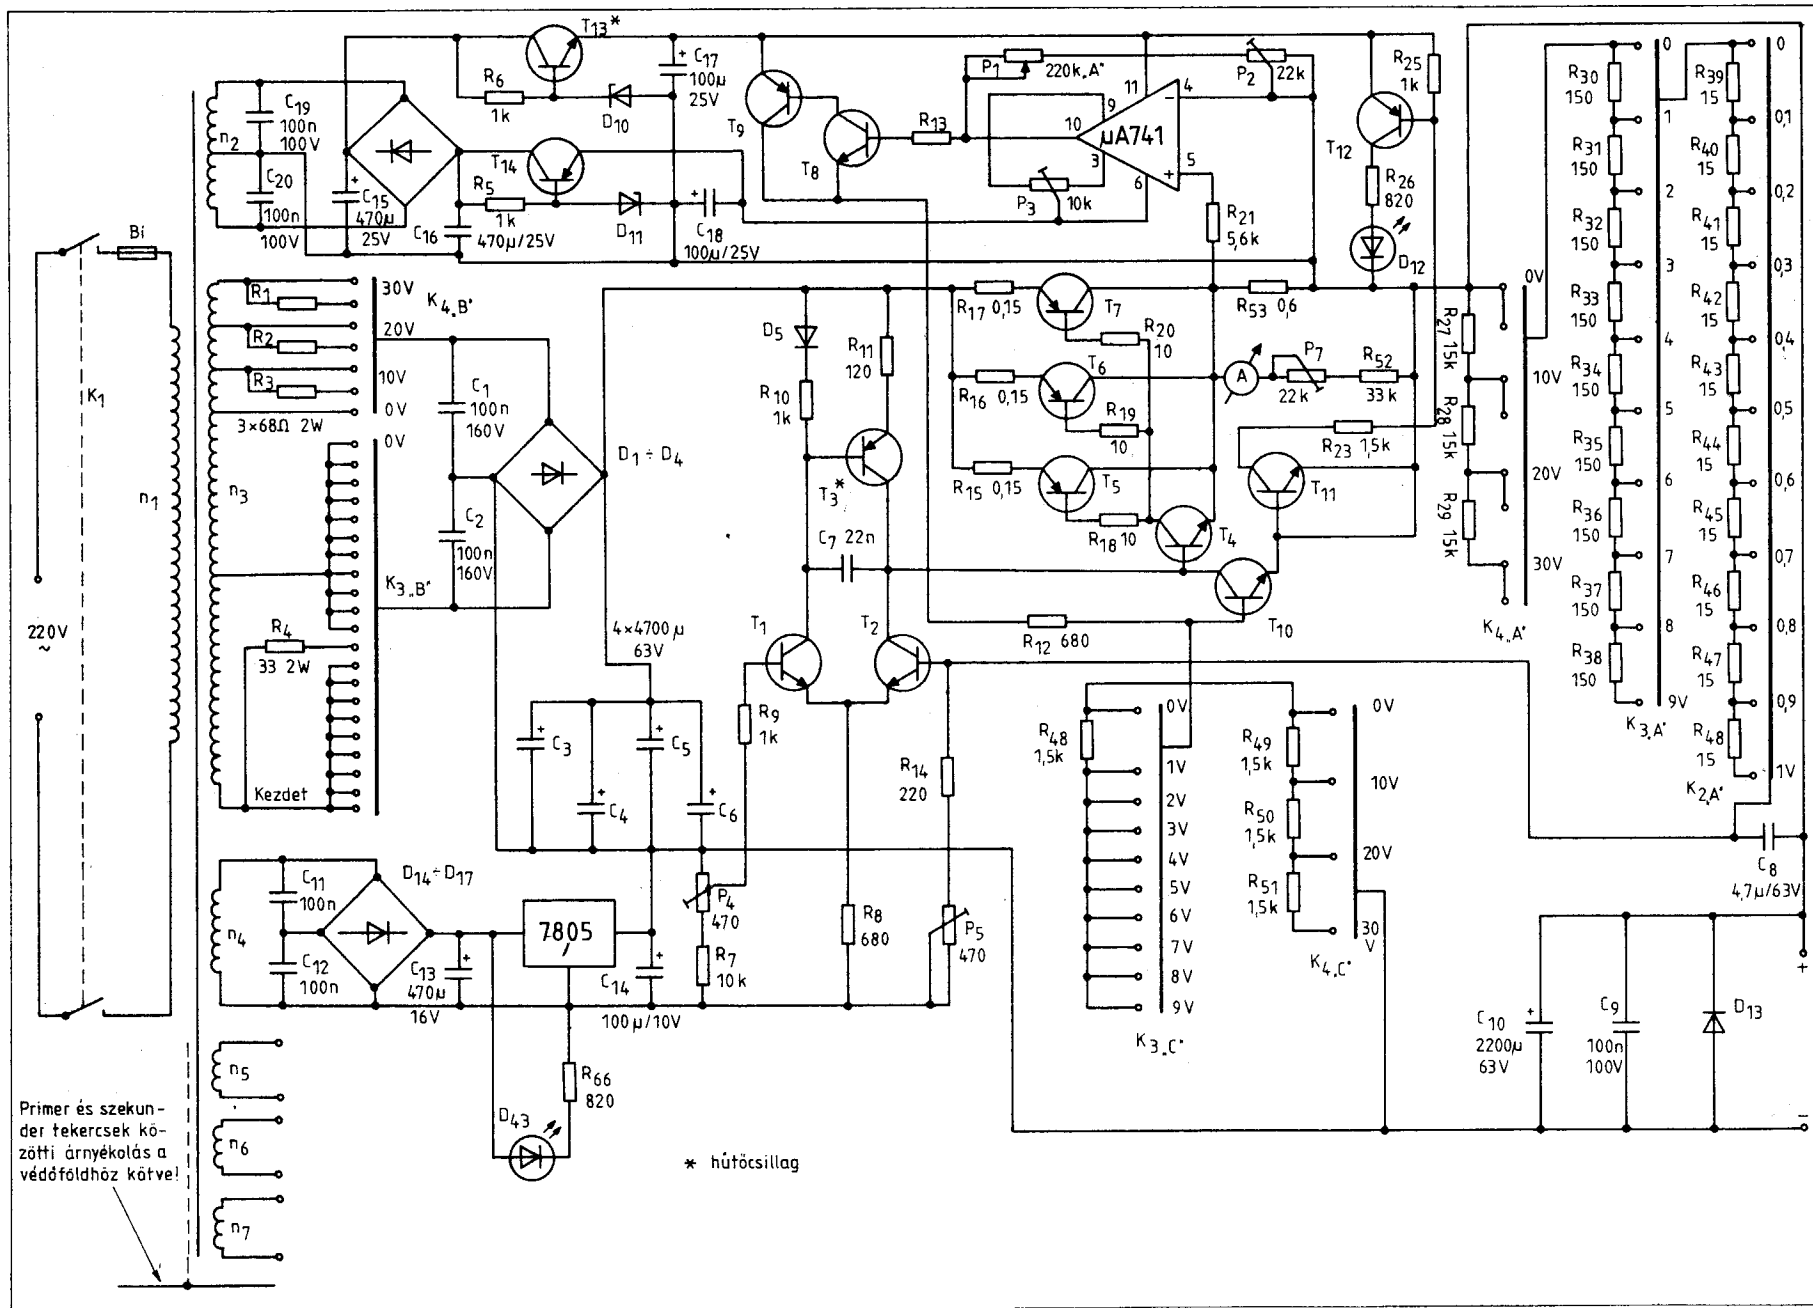 T13*
C17
100µ
25V
R6
1k
D10
P1
220k„A"
P2
22k
R25
1k
C19
100n
100V
n2
C20
100n
100V
C15
470µ
25V
T14
R5
1k
C16
470µ/25V
D11
C18
100µ/25V
T9
T8
R13
9
10
3
11
4
µA741
5
6
P3
10k
R21
5,6k
T12
R26
820
D12
Bi
K1
220V
~
n1
R1
R2
R3
3×68Ω 2W
30V
20V
10V
0V
K4„B"
0V
n3
K3„B"
R4
33 2W
Kezdet
C1
100n
160V
C2
100n
160V
D1÷D4
4×4700µ
63V
D5
R10
1k
R11
120
T3*
C7 22n
T1
T2
R17 0,15
T7
R20
10
R16 0,15
T6
R19
10
R15 0,15
T5
R18 10
T4
R53 0,6
A
P7
22k
R52
33k
R23 1,5k
T11
T10
R12 680
R27 15k
R28 15k
R29 15k
0V
10V
20V
30V
K4„A"
R30
150
R31
150
R32
150
R33
150
R34
150
R35
150
R36
150
R37
150
R38
150
0
1
2
3
4
5
6
7
8
9V
K3„A"
R39
15
R40
15
R41
15
R42
15
R43
15
R44
15
R45
15
R46
15
R47
15
R48
15
0
0,1
0,2
0,3
0,4
0,5
0,6
0,7
0,8
0,9
1V
K2„A"
C8
4,7µ/63V
C3
C4
C5
C6
R9
1k
R14
220
R48
1,5k
0V
1V
2V
3V
4V
5V
6V
7V
8V
9V
K3„C"
R49
1,5k
R50
1,5k
R51
1,5k
0V
10V
20V
30
V
K4„C"
n4
C11
100n
C12
100n
D14÷D17
C13
470µ
16V
7805
C14
100µ/10V
P4
470
R7
10k
R8
680
P5
470
R66
820
D43
n5
n6
n7
C10
2200µ
63V
C9
100n
100V
D13
+
−
Primer és szekun-
der tekercsek kö-
zötti árnyékolás a
védőföldhöz kötve!
* hűtőcsillag